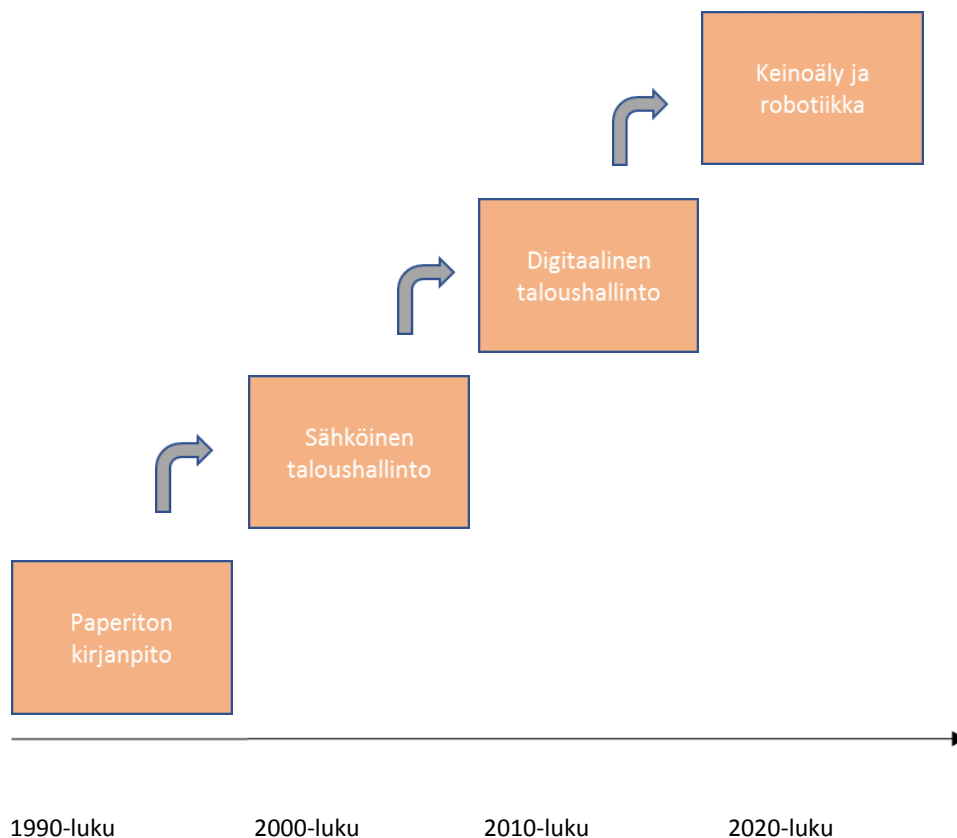 Keinoäly ja
robotiikka
Digitaalinen
taloushallinto
Sähköinen
taloushallinto
Paperiton
kirjanpito
1990-luku
2000-luku
2010-luku
2020-luku